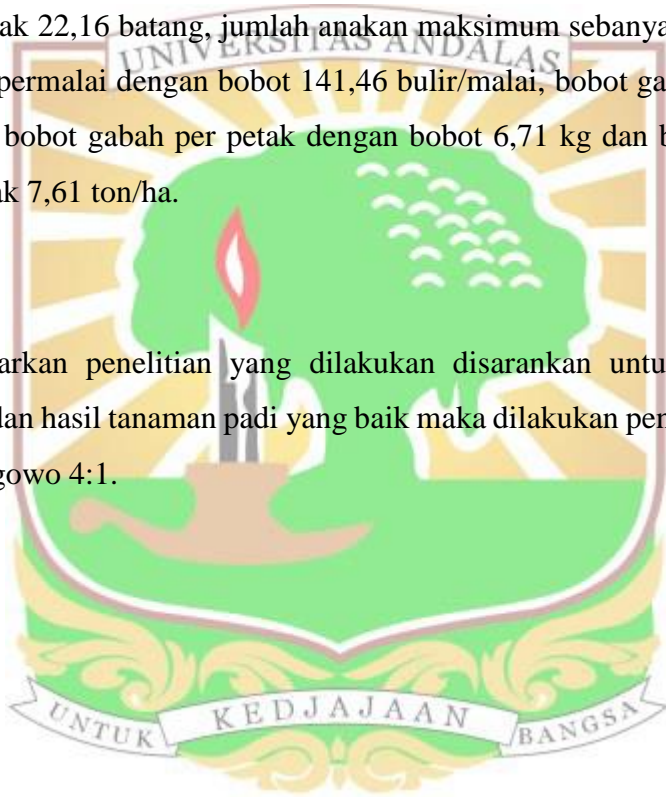 ak 22,16 batang, jumlah anakan maksimum sebanya
UNIVERSITAS ANDALAS
permalai dengan bobot 141,46 bulir/malai, bobot ga
bobot gabah per petak dengan bobot 6,71 kg dan b
ak 7,61 ton/ha.
arkan penelitian yang dilakukan disarankan untu
dan hasil tanaman padi yang baik maka dilakukan pen
gowo 4:1.
UNTUK KEDJAJAAN BANGSA